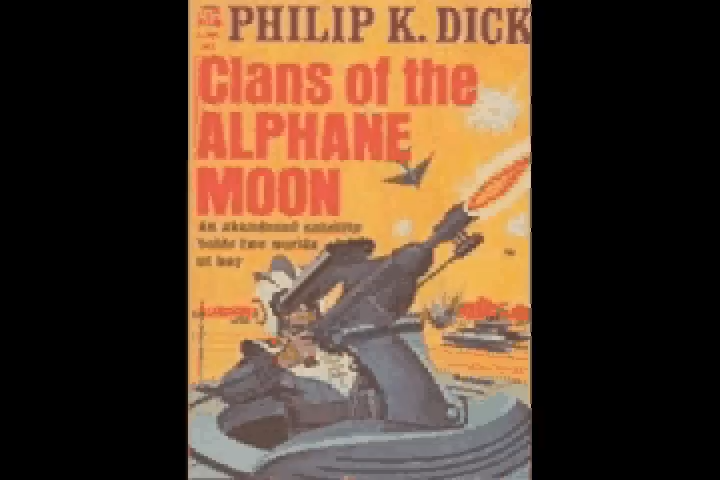 PHILIP K. DICK
Clans of the
ALPHANE
MOON
An abandoned satellite
holds two worlds
at bay